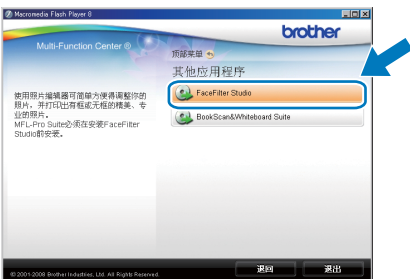 Macromedia Flash Player 8
brother
Multi-Function Center ®
顶部菜单
其他应用程序
使用照片编辑器可简单方便得调整你的
照片，并打印出有框或无框的精美、专
业的照片。
MFL-Pro Suite必须在安装FaceFilter
Studio前安装。
FaceFilter Studio
BookScan&Whiteboard Suite
© 2001-2008 Brother Industries, Ltd. All Rights Reserved.
退回
退出